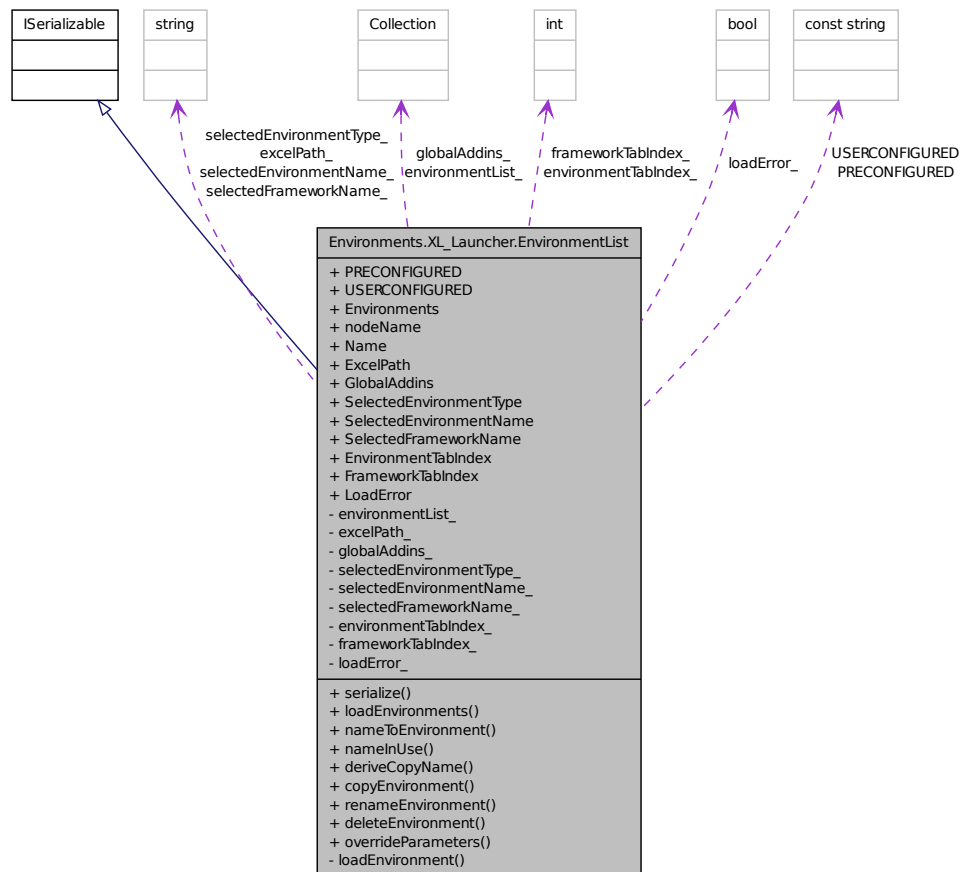 ISerializable
string
Collection
int
bool
const string
selectedEnvironmentType_
excelPath_
selectedEnvironmentName_
selectedFrameworkName_
globalAddins_
environmentList_
frameworkTabIndex_
environmentTabIndex_
loadError_
USERCONFIGURED
PRECONFIGURED
Environments.XL_Launcher.EnvironmentList
+ PRECONFIGURED
+ USERCONFIGURED
+ Environments
+ nodeName
+ Name
+ ExcelPath
+ GlobalAddins
+ SelectedEnvironmentType
+ SelectedEnvironmentName
+ SelectedFrameworkName
+ EnvironmentTabIndex
+ FrameworkTabIndex
+ LoadError
- environmentList_
- excelPath_
- globalAddins_
- selectedEnvironmentType_
- selectedEnvironmentName_
- selectedFrameworkName_
- environmentTabIndex_
- frameworkTabIndex_
- loadError_
+ serialize()
+ loadEnvironments()
+ nameToEnvironment()
+ nameInUse()
+ deriveCopyName()
+ copyEnvironment()
+ renameEnvironment()
+ deleteEnvironment()
+ overrideParameters()
- loadEnvironment()